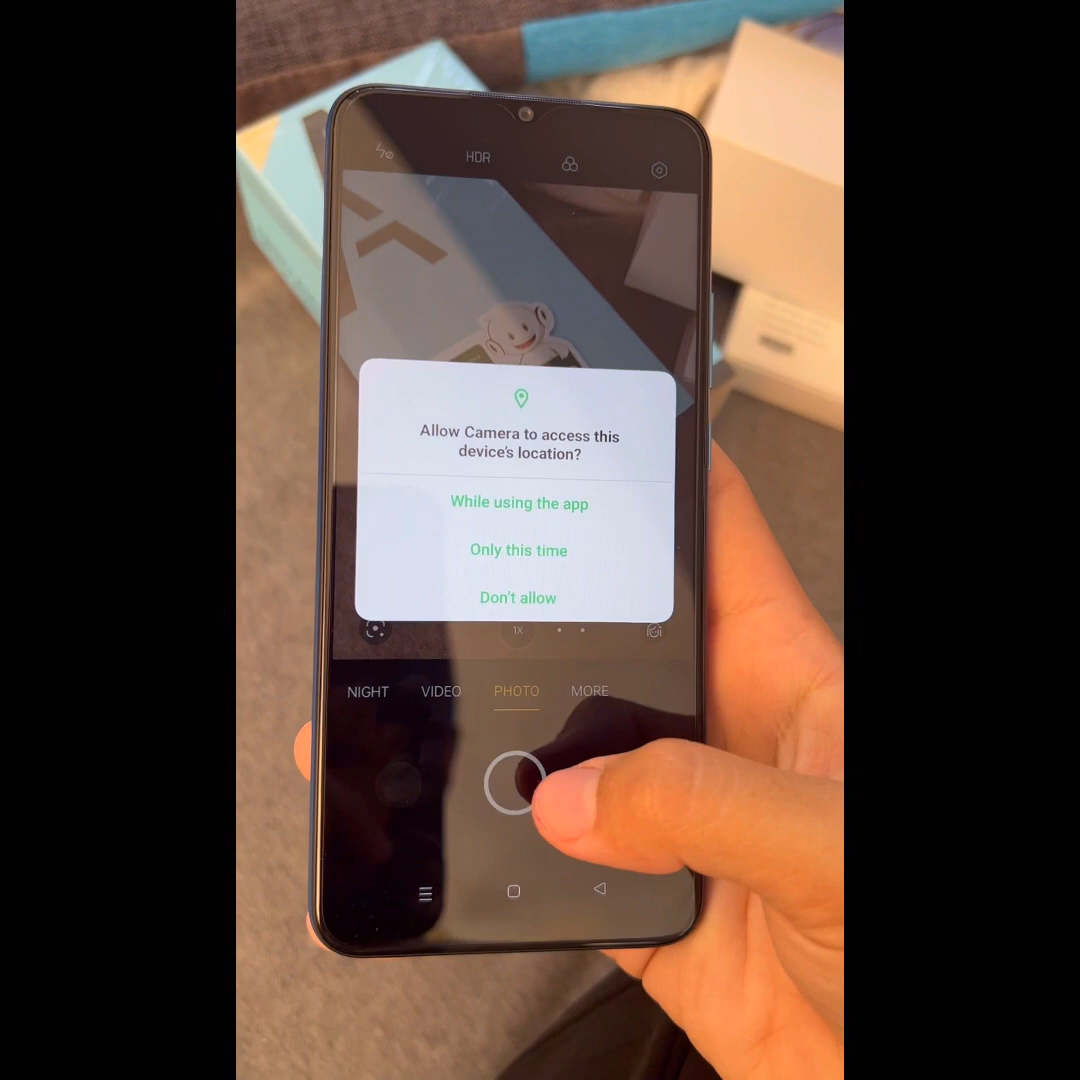 HDR
Allow Camera to access this
device's location?
While using the app
Only this time
Don't allow
1X
NIGHT VIDEO PHOTO MORE